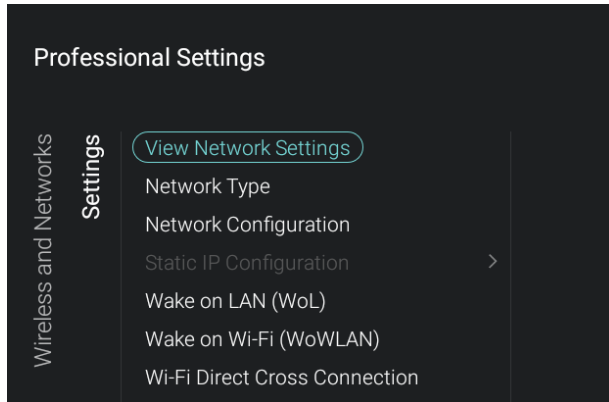 Professional Settings
Wireless and Networks
Settings
View Network Settings
Network Type
Network Configuration
Static IP Configuration
Wake on LAN (WoL)
Wake on Wi-Fi (WoWLAN)
Wi-Fi Direct Cross Connection